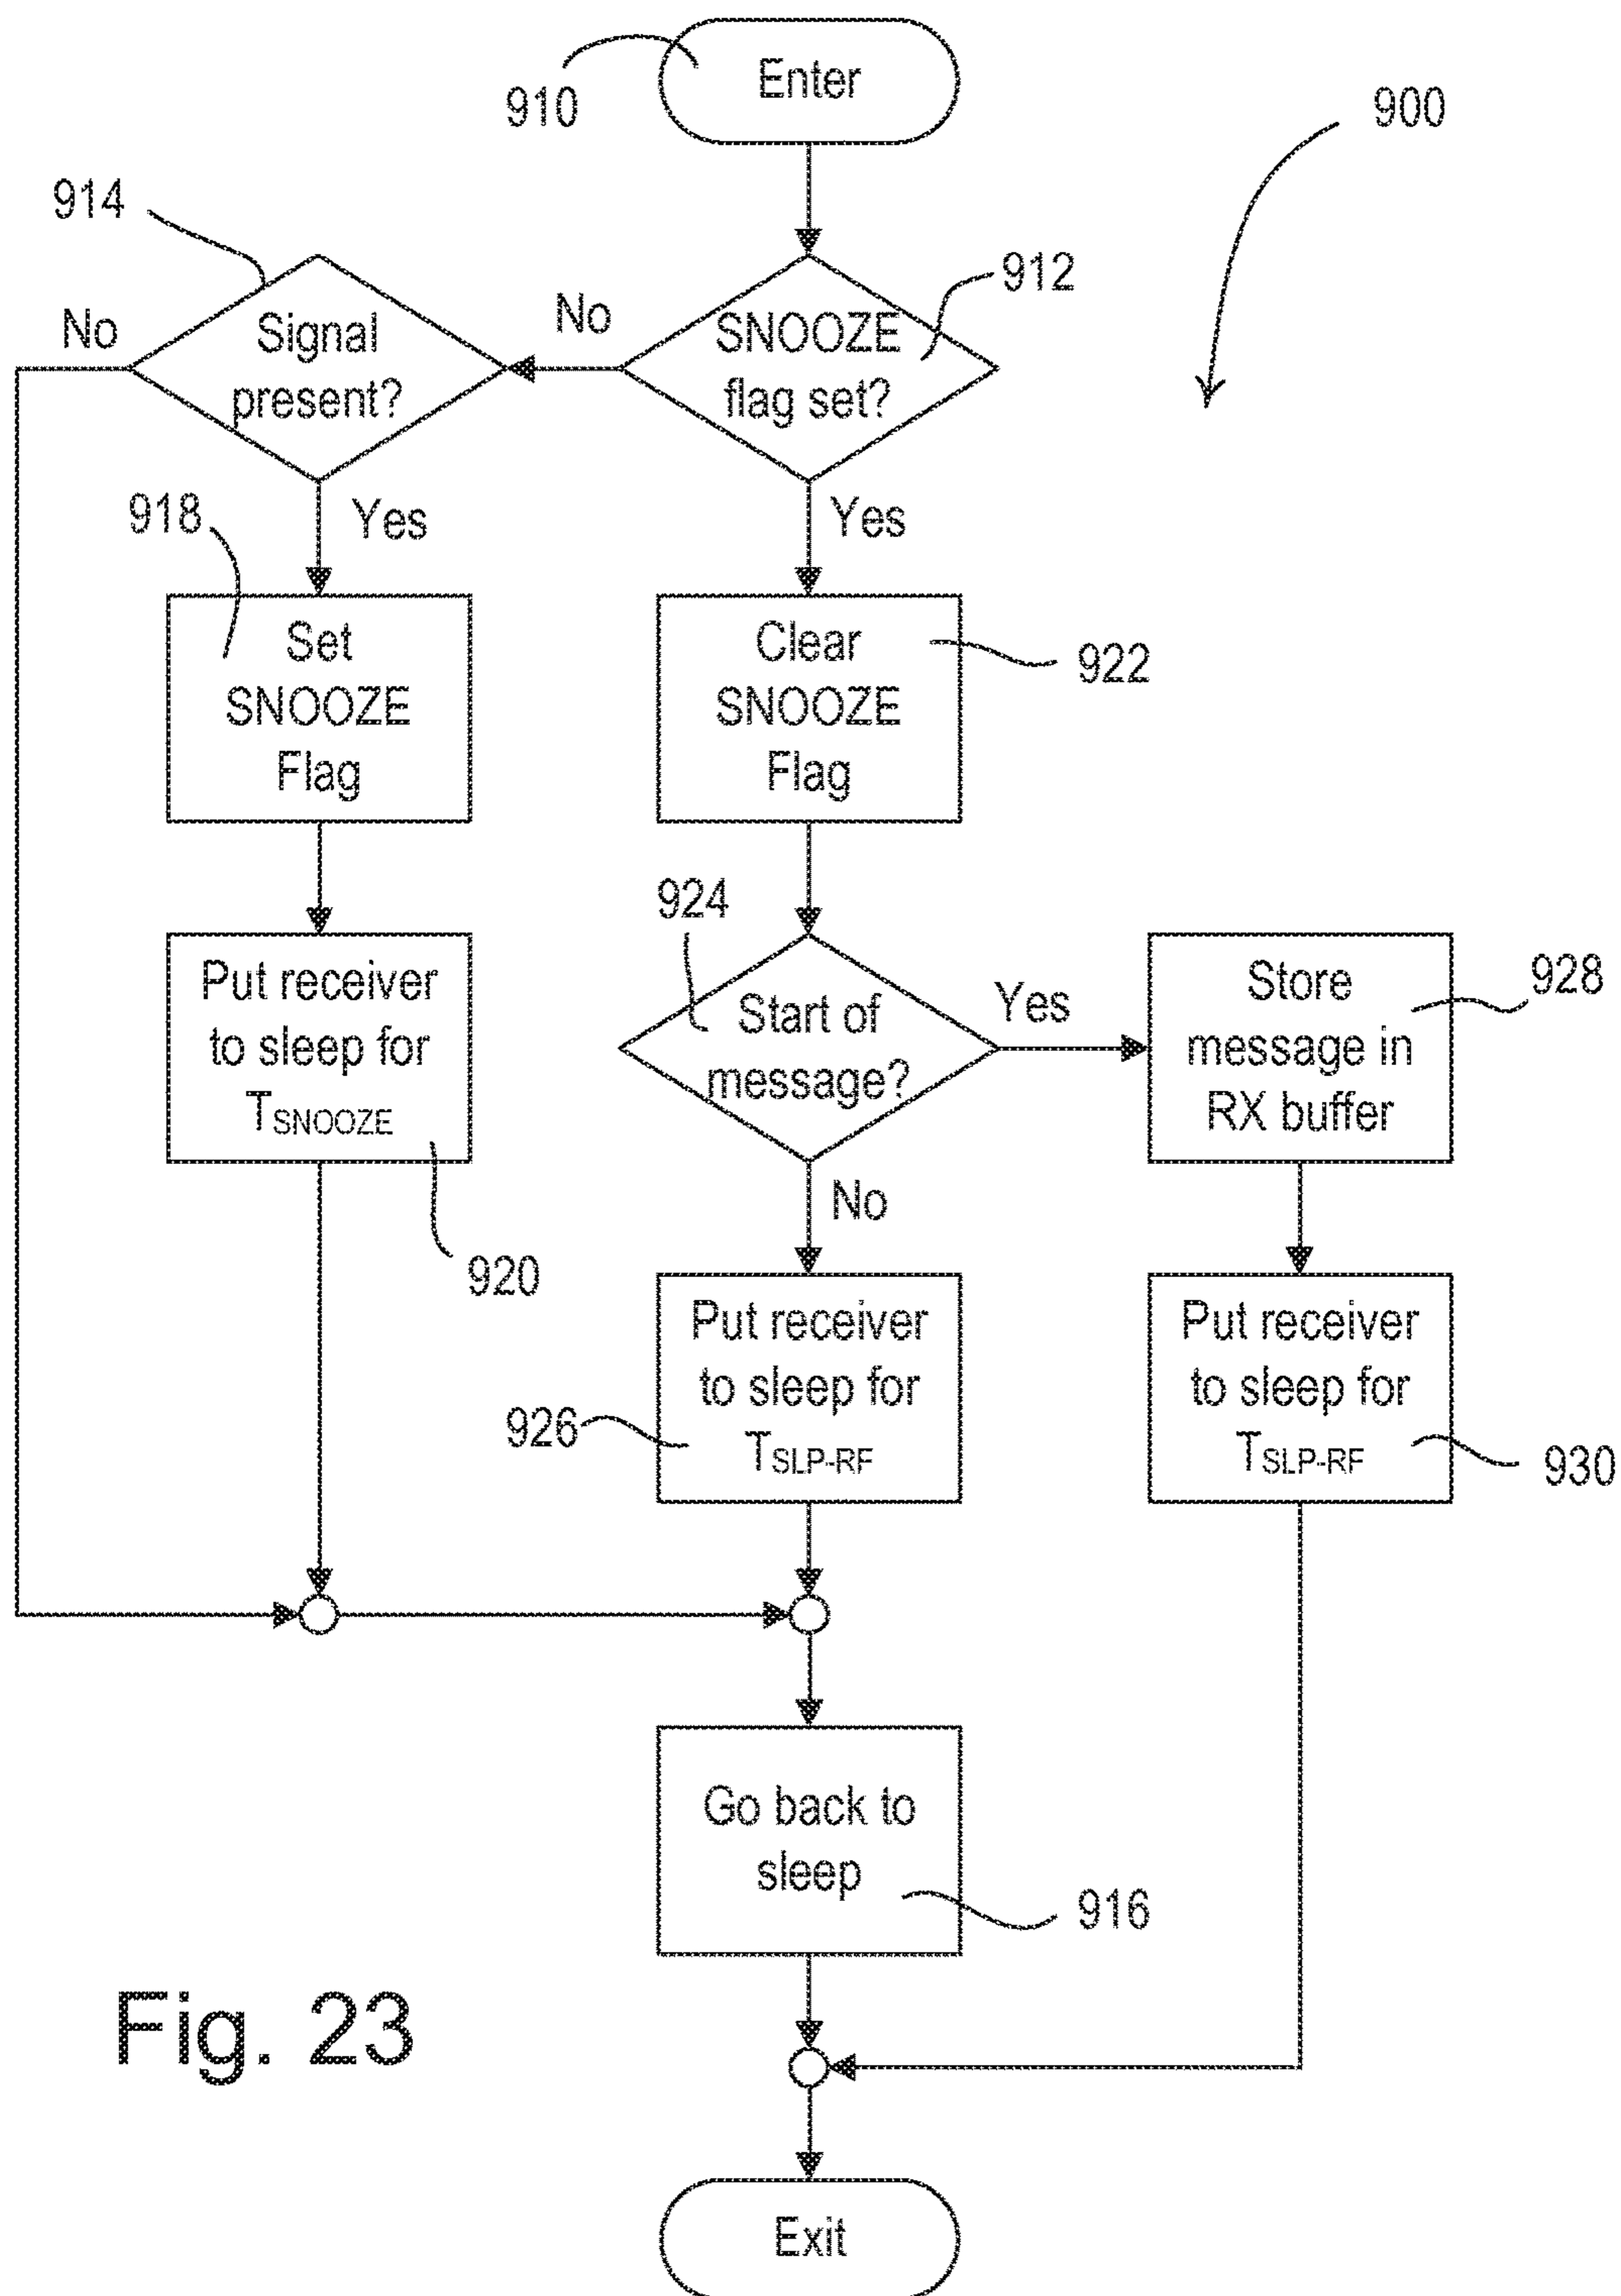 Enter
910
900
914
912
No
Signal
present?
No
SNOOZE
flag set?
Yes
Yes
918
Set
SNOOZE
Flag
Clear
SNOOZE
Flag
922
924
Put receiver
to sleep for
TSNOOZE
920
Start of
message?
Yes
Store
message in
RX buffer
928
No
Put receiver
to sleep for
TSLP-RF
926
Put receiver
to sleep for
TSLP-RF
930
Go back to
sleep
916
Fig. 23
Exit